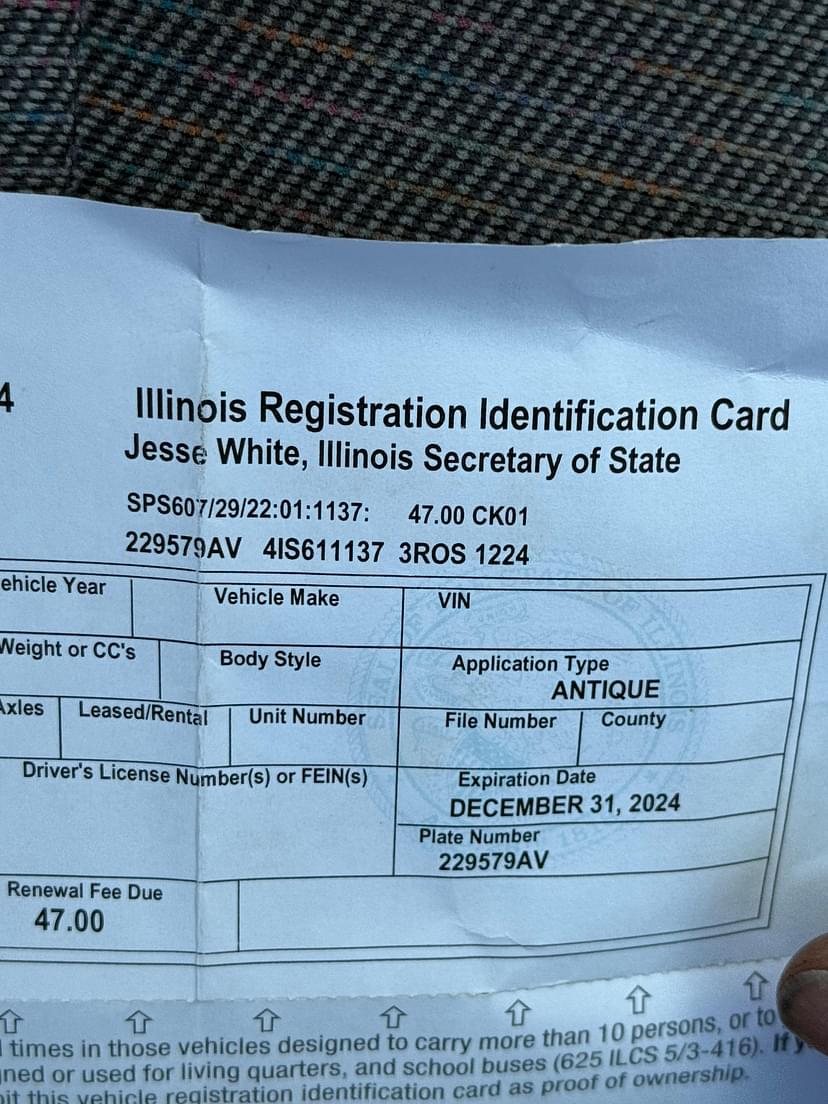 4
Illinois Registration Identification Card
Jesse White, Illinois Secretary of State
SPS607/29/22:01:1137: 47.00 CK01
229579AV 4IS611137 3ROS 1224
ehicle Year Vehicle Make VIN
Weight or CC's Body Style Application Type
ANTIQUE
Axles Leased/Rental Unit Number File Number County
Driver's License Number(s) or FEIN(s) Expiration Date
DECEMBER 31, 2024
Plate Number
229579AV
Renewal Fee Due
47.00
times in those vehicles designed to carry more than 10 persons, or to
ned or used for living quarters, and school buses (625 ILCS 5/3-416). If y
it this vehicle registration identification card as proof of ownership.